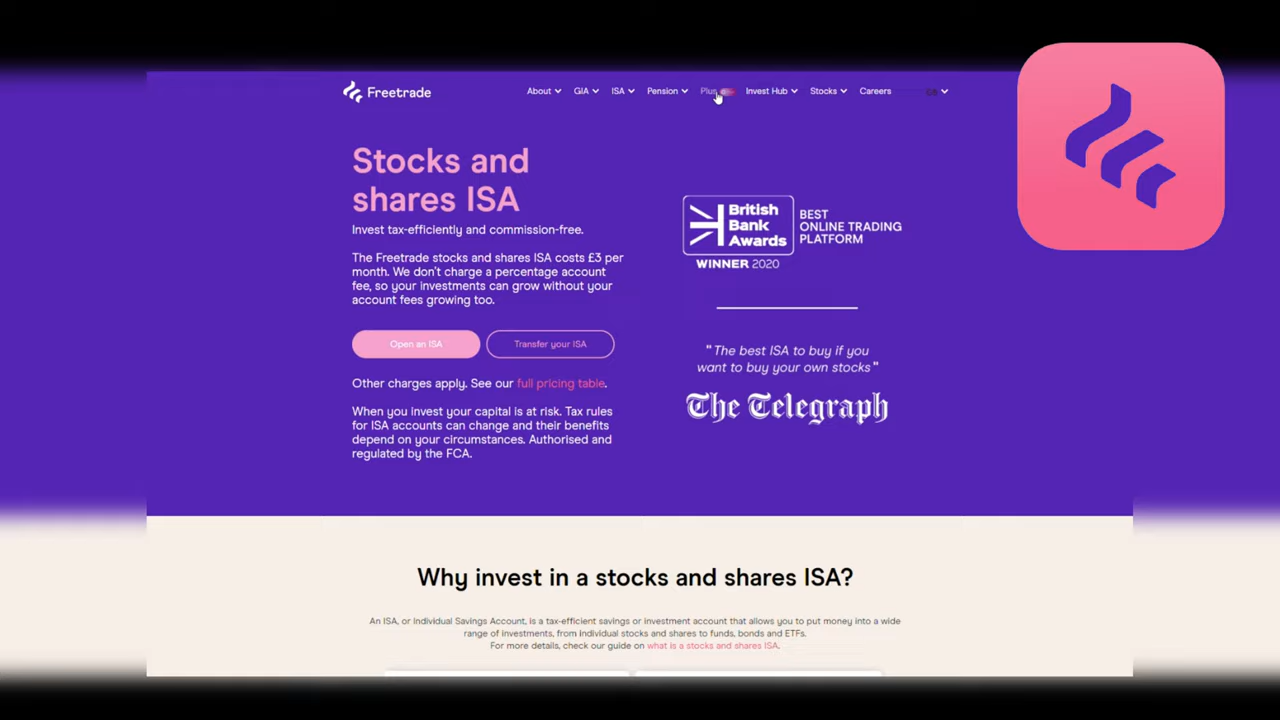 Freetrade
About
GIA
ISA
Pension
Plus
Invest Hub
Stocks
Careers
Stocks and
shares ISA
Invest tax-efficiently and commission-free.
The Freetrade stocks and shares ISA costs £3 per
month. We don't charge a percentage account
fee, so your investments can grow without your
account fees growing too.
Open an ISA
Transfer your ISA
Other charges apply. See our full pricing table.
When you invest your capital is at risk. Tax rules
for ISA accounts can change and their benefits
depend on your circumstances. Authorised and
regulated by the FCA.
British
Bank
Awards
WINNER 2020
BEST
ONLINE TRADING
PLATFORM
"The best ISA to buy if you
want to buy your own stocks"
The Telegraph
Why invest in a stocks and shares ISA?
An ISA, or Individual Savings Account, is a tax-efficient savings or investment account that allows you to put money into a wide
range of investments, from Individual stocks and shares to funds, bonds and ETFs.
For more details, check our guide on what is a stocks and shares ISA.